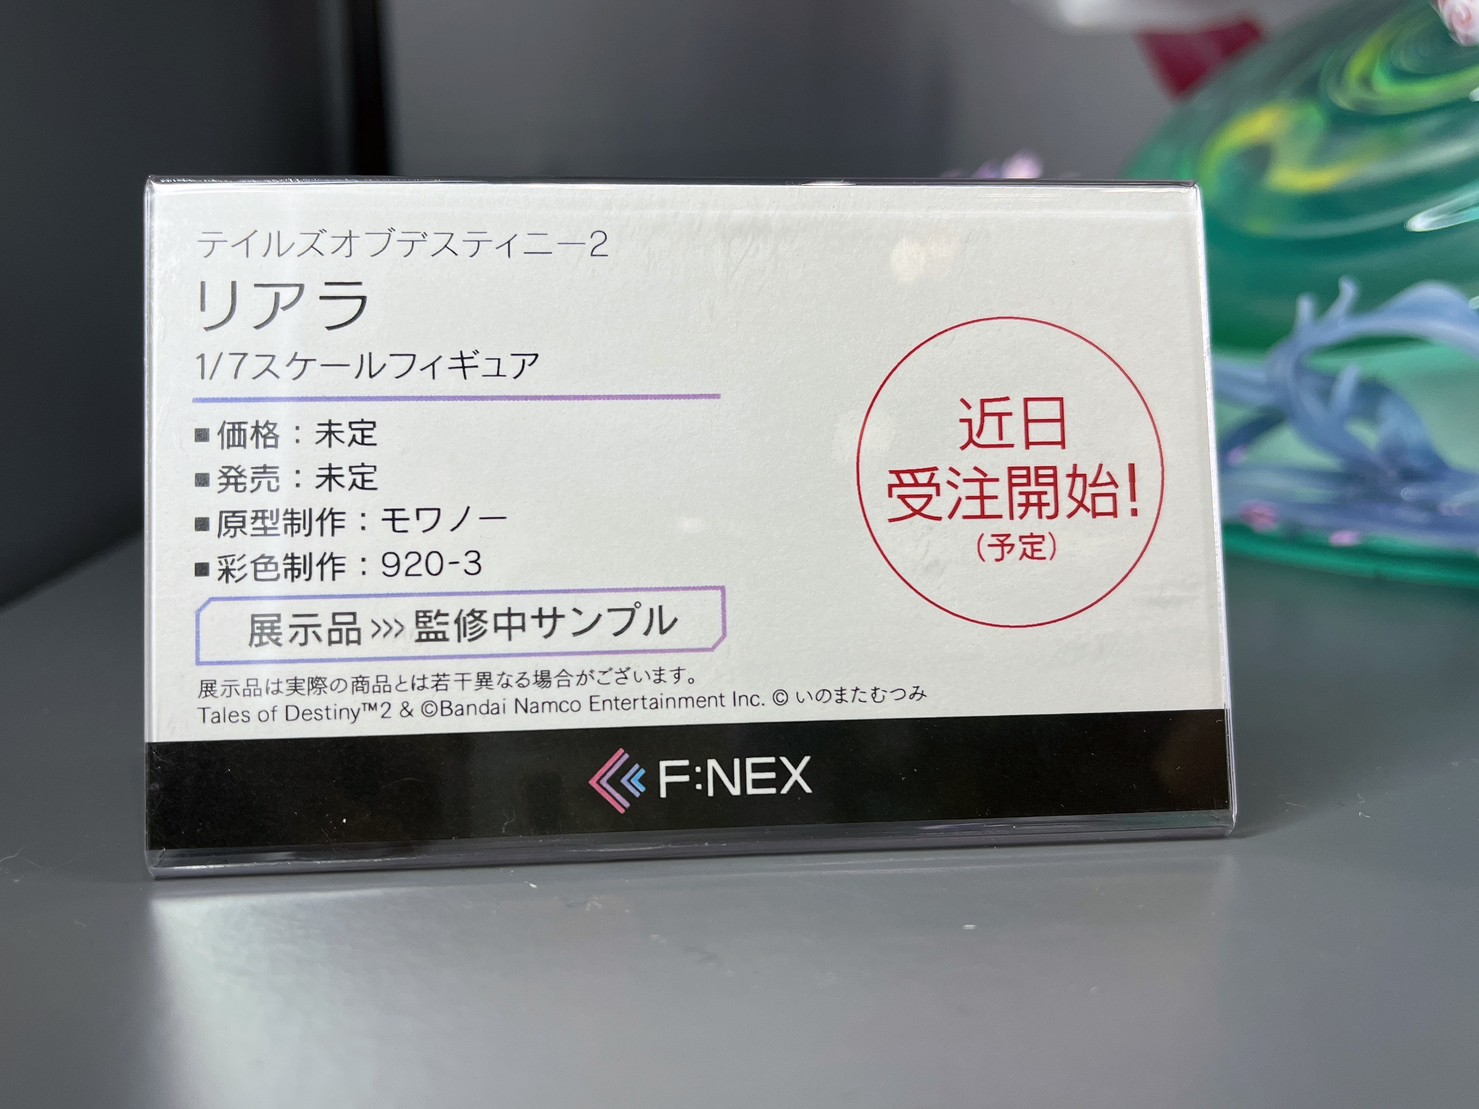 テイルズオブデスティニー2
リアラ
1/7スケールフィギュア
■価格：未定
■発売：未定
■原型制作：モワノー
■彩色制作：920-3
展示品›››監修中サンプル
展示品は実際の商品とは若干異なる場合がございます。
Tales of Destiny™2 & ©Bandai Namco Entertainment Inc. © いのまたむつみ
近日
受注開始！
（予定）
F:NEX